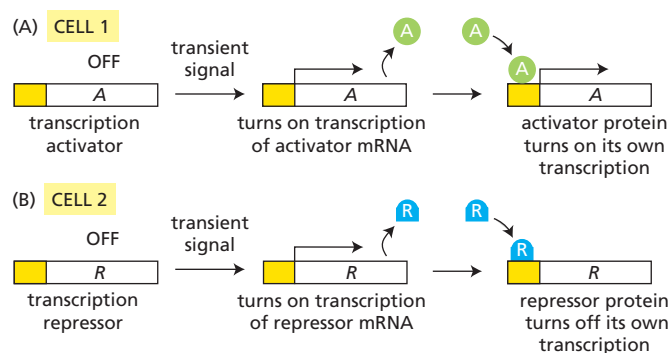 (A) CELL 1
OFF
transient
signal
A
A
A
A
A
A
transcription
activator
turns on transcription
of activator mRNA
activator protein
turns on its own
transcription
(B) CELL 2
OFF
transient
signal
R
R
R
R
R
R
transcription
repressor
turns on transcription
of repressor mRNA
repressor protein
turns off its own
transcription